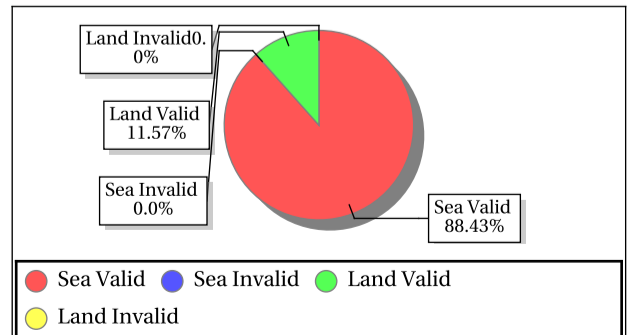 Land Invalid0.
0%
Land Valid
11.57%
Sea Invalid
0.0%
Sea Valid
88.43%
Sea Valid
Sea Invalid
Land Valid
Land Invalid